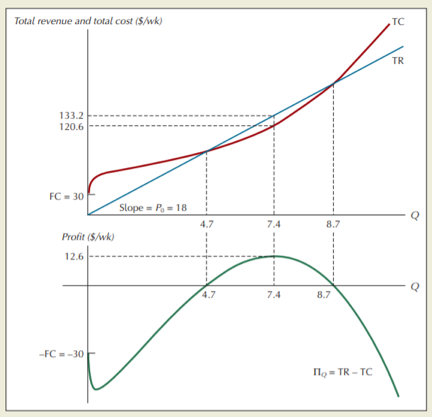 Total revenue and total cost ($/wk)
TC
TR
133.2
120.6
FC = 30
Slope = P₀ = 18
Q
4.7
7.4
8.7
Profit ($/wk)
12.6
Q
4.7
7.4
8.7
–FC = –30
Π_Q = TR – TC